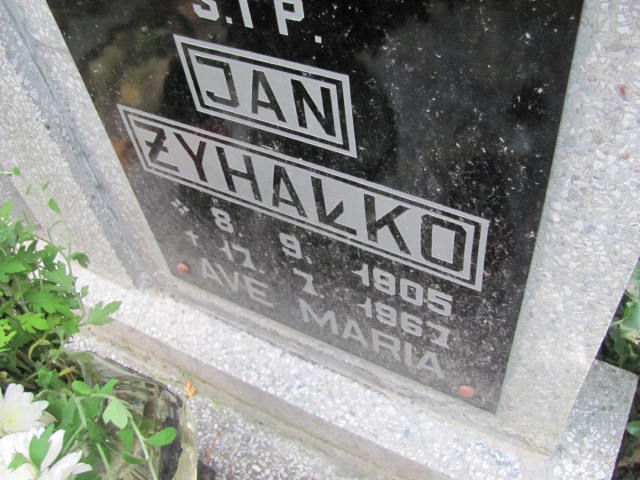 Ś.†P.
JAN
ŻYHAŁKO
* 8. 9. 1905
† 17. 7. 1967
AVE MARIA